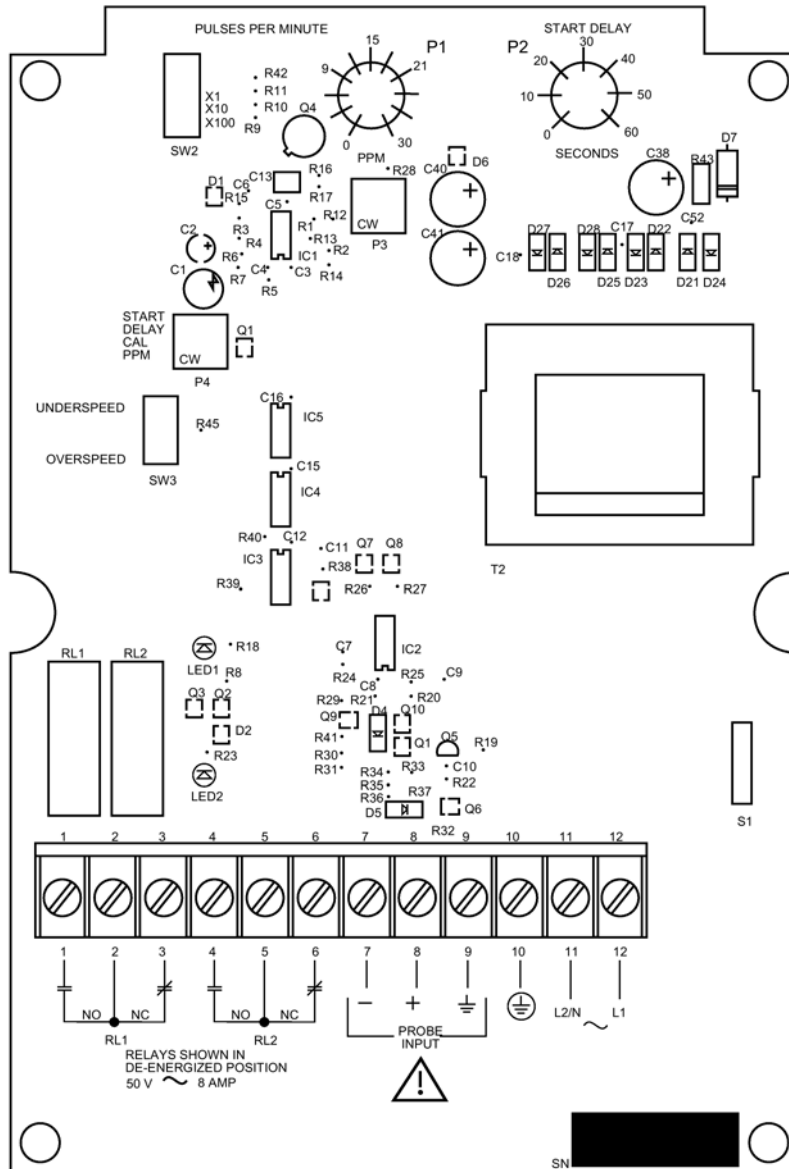 PULSES PER MINUTE
START DELAY
15
30
P1
P2
9
21
20
40
X1
X10
X100
R42
R11
R10
R9
Q4
10
50
0
30
0
60
D7
SW2
PPM
SECONDS
R16
R28
C40
D6
C38
R43
D1
C6
C13
R15
R17
C5
C52
C2
R3
R4
R1
R12
CW
C41
D27
D28
C17
D22
R13
P3
R6
IC1
R2
C18
C1
R7
C4
C3
R14
R5
D26
D25
D23
D21
D24
START
DELAY
CAL
PPM
Q1
CW
P4
C16
UNDERSPEED
IC5
R45
OVERSPEED
C15
SW3
IC4
R40
C12
Q7
Q8
C11
IC3
R38
T2
R39
R26
R27
RL1
RL2
R18
C7
IC2
LED1
R24
R25
C9
R8
C8
Q3
Q2
R29
R21
R20
D4
Q9
Q10
D2
R41
Q1
Q5
R19
R23
R30
R31
R34
R33
C10
R22
LED2
R35
R36
R37
D5
Q6
S1
R32
1 2 3 4 5 6 7 8 9 10 11 12
1 2 3 4 5 6 7 8 9 10 11 12
NO NC NO NC − + L2/N L1
RL1
RL2
PROBE
INPUT
RELAYS SHOWN IN
DE-ENERGIZED POSITION
50 V ~ 8 AMP
!
SN